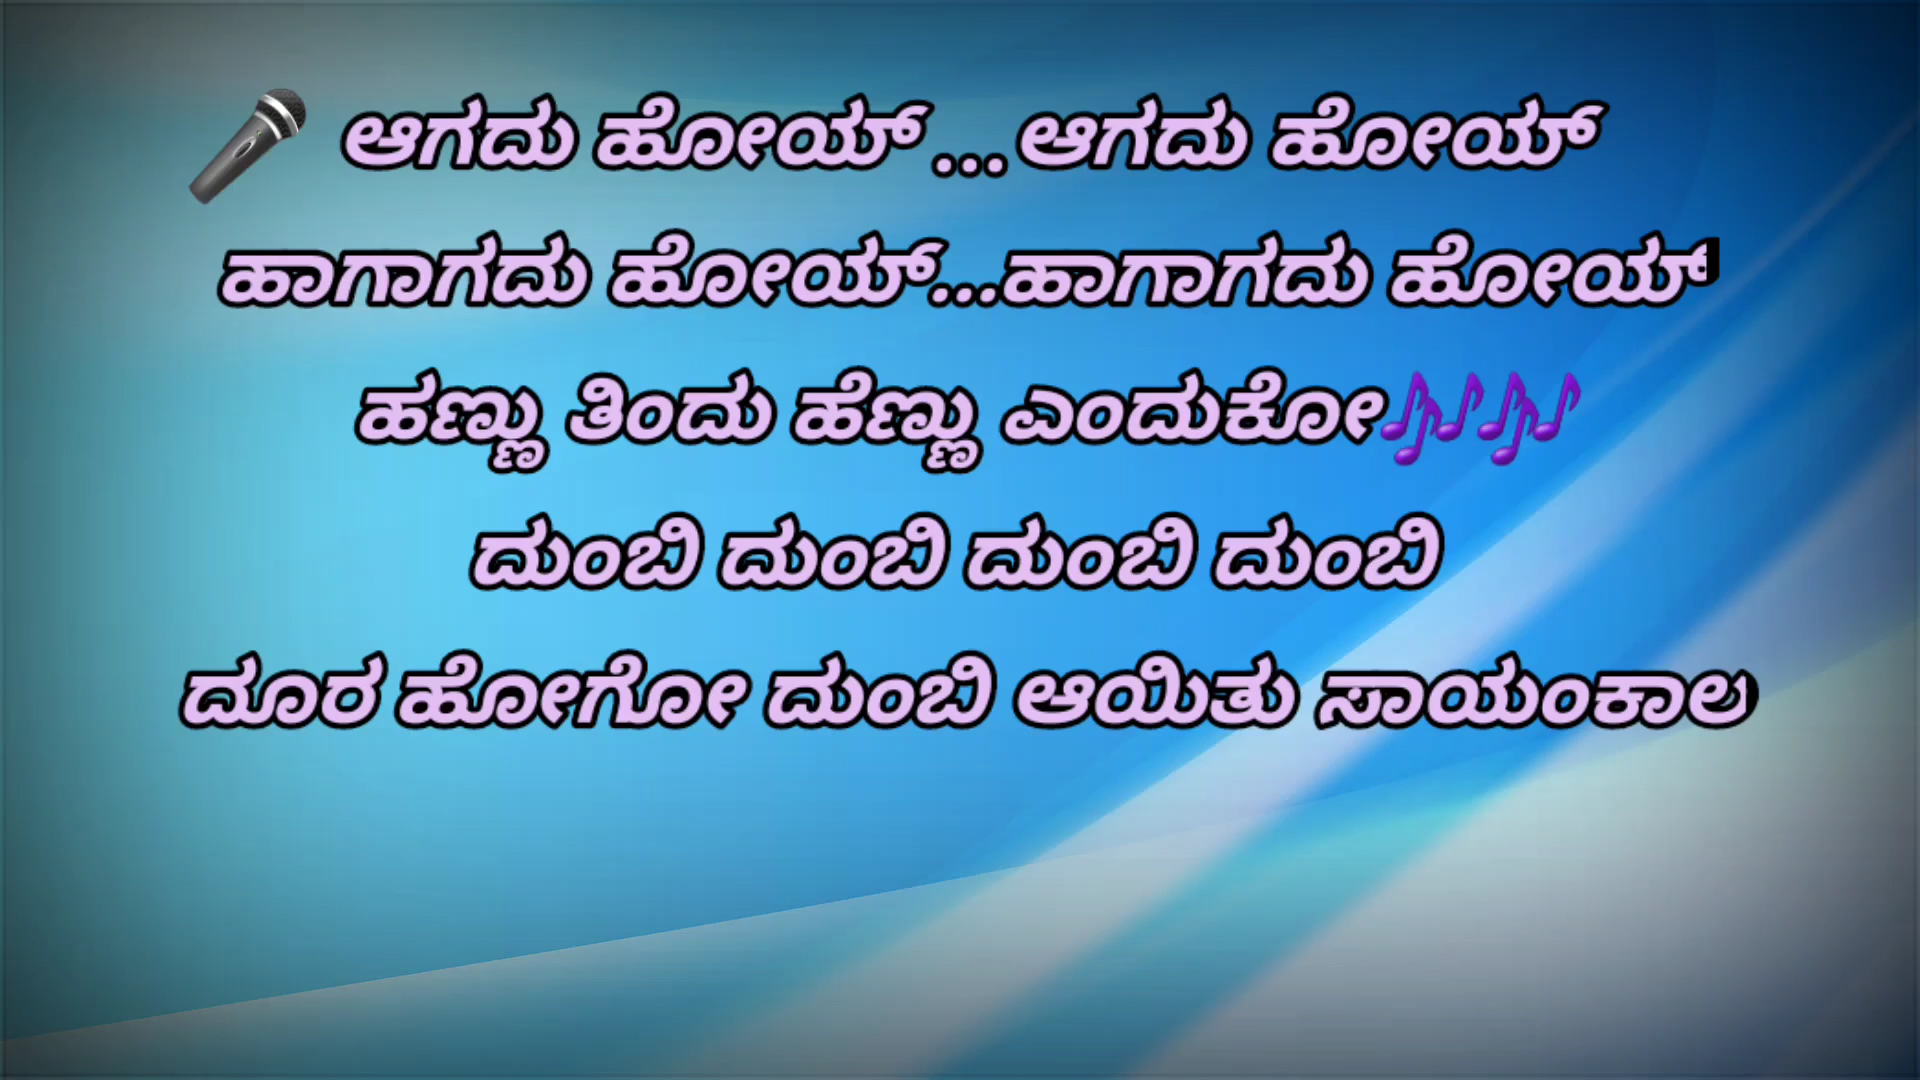 🎤 ಆಗದು ಹೋಯ್ ...ಆಗದು ಹೋಯ್
ಹಾಗಾಗದು ಹೋಯ್...ಹಾಗಾಗದು ಹೋಯ್
ಹಣ್ಣು ತಿಂದು ಹೆಣ್ಣು ಎಂದುಕೋ🎶🎶
ದುಂಬಿ ದುಂಬಿ ದುಂಬಿ ದುಂಬಿ
ದೂರ ಹೋಗೋ ದುಂಬಿ ಆಯಿತು ಸಾಯಂಕಾಲ